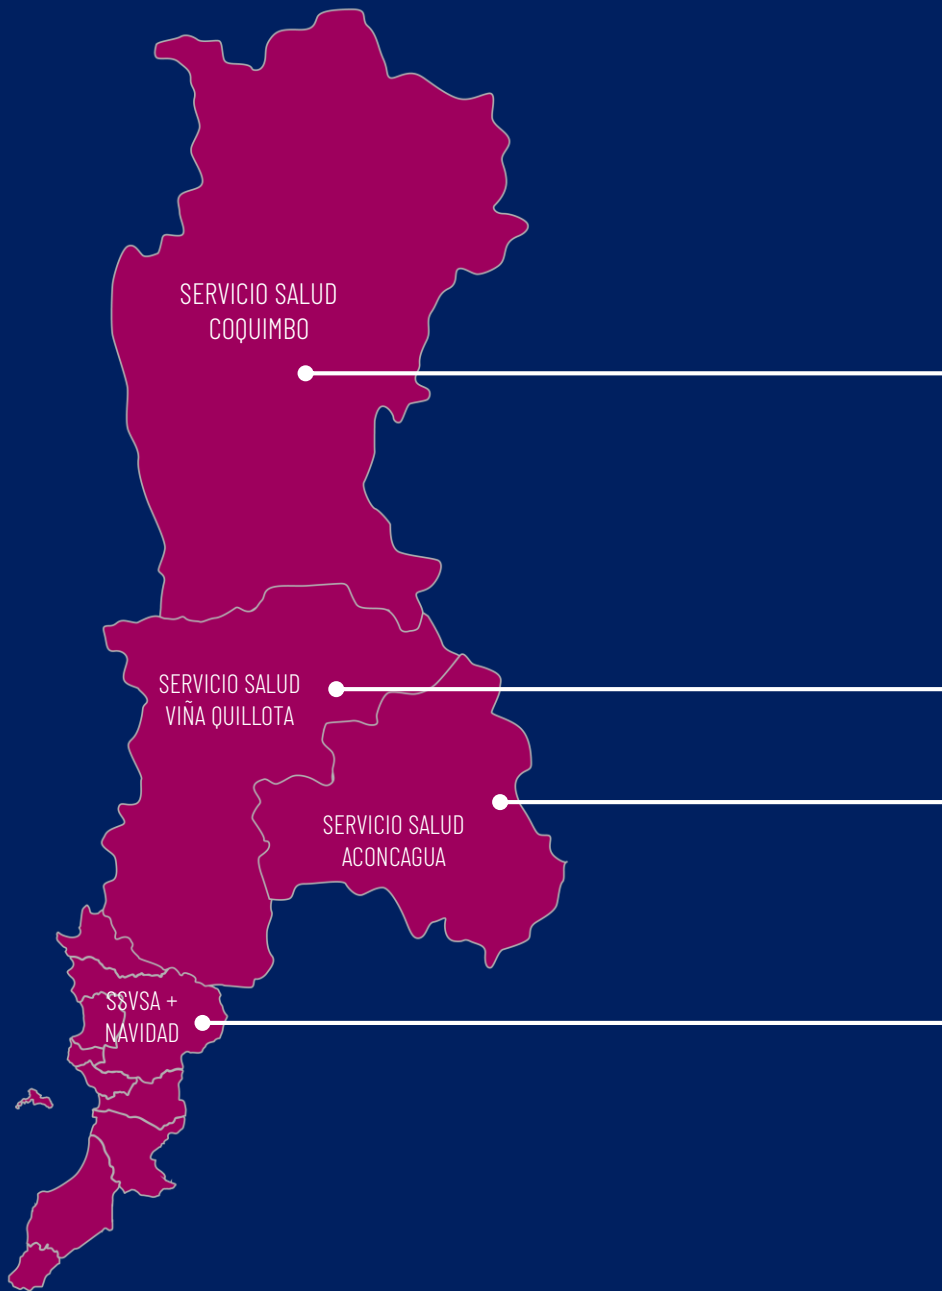 SERVICIO SALUD
COQUIMBO
SERVICIO SALUD
VIÑA QUILLOTA
SERVICIO SALUD
ACONCAGUA
SSVSA +
NAVIDAD